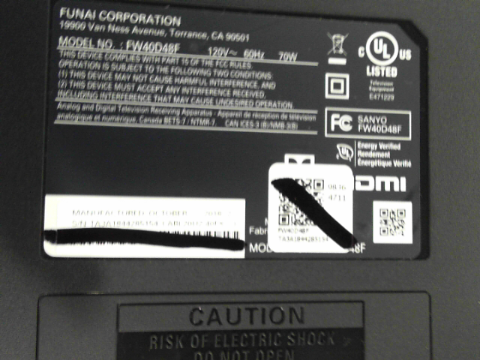 FUNAI CORPORATION
19900 Van Ness Avenue, Torrance, CA 90501
MODEL NO. : FW40D48F 120V~ 60Hz 70W
THIS DEVICE COMPLIES WITH PART 15 OF THE FCC RULES.
OPERATION IS SUBJECT TO THE FOLLOWING TWO CONDITIONS:
(1) THIS DEVICE MAY NOT CAUSE HARMFUL INTERFERENCE, AND
(2) THIS DEVICE MUST ACCEPT ANY INTERFERENCE RECEIVED,
INCLUDING INTERFERENCE THAT MAY CAUSE UNDESIRED OPERATION.
Analog and Digital Television Receiving Apparatus - Appareil de réception de télévision
analogique et numérique, Canada BETS-7 / NTMR-7. CAN ICES-3 (B)/NMB-3(B)
C UL US
LISTED
Television
Equipment
E471229
FC SANYO
FW40D48F
Energy Verified
Rendement
Énergétique Vérifié
MANUFACTURED OCTOBER
CAUTION
RISK OF ELECTRIC SHOCK
DO NOT OPEN